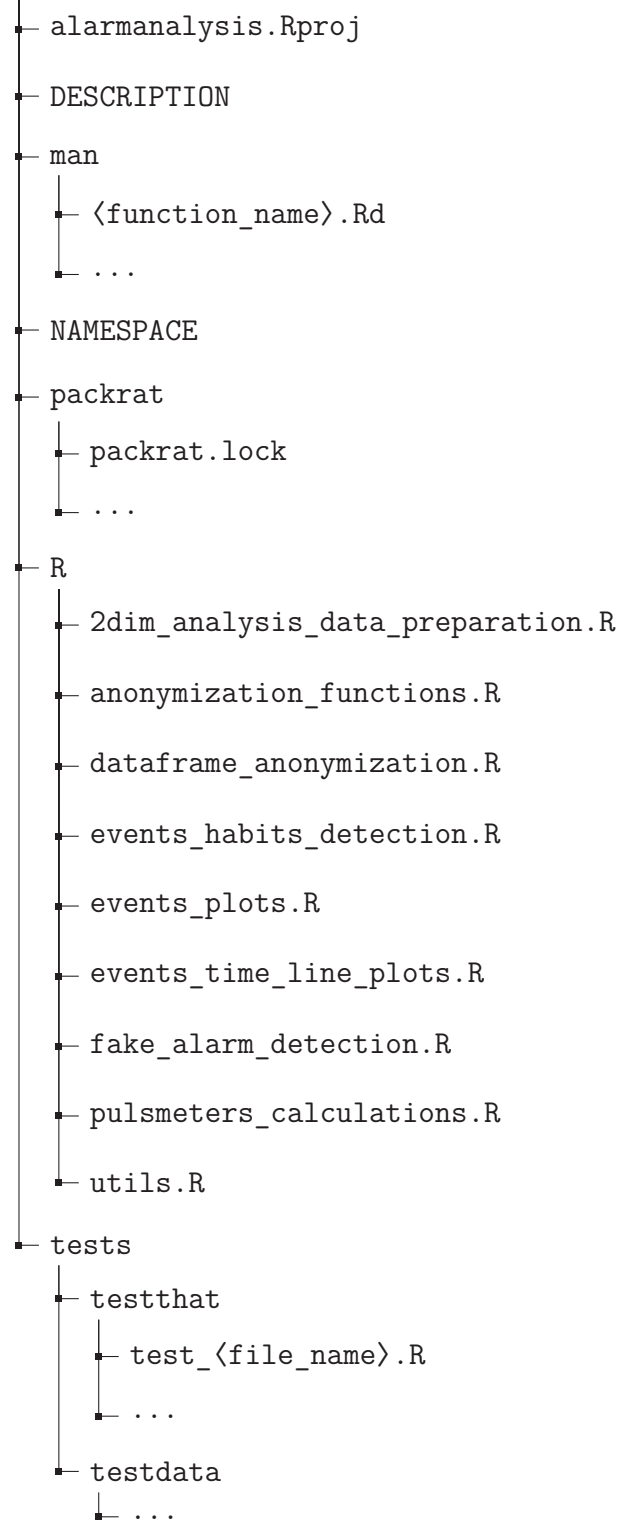 alarmanalysis.Rproj
DESCRIPTION
man
⟨function_name⟩.Rd
...
NAMESPACE
packrat
packrat.lock
...
R
2dim_analysis_data_preparation.R
anonymization_functions.R
dataframe_anonymization.R
events_habits_detection.R
events_plots.R
events_time_line_plots.R
fake_alarm_detection.R
pulsmeters_calculations.R
utils.R
tests
testthat
test_⟨file_name⟩.R
...
testdata
...